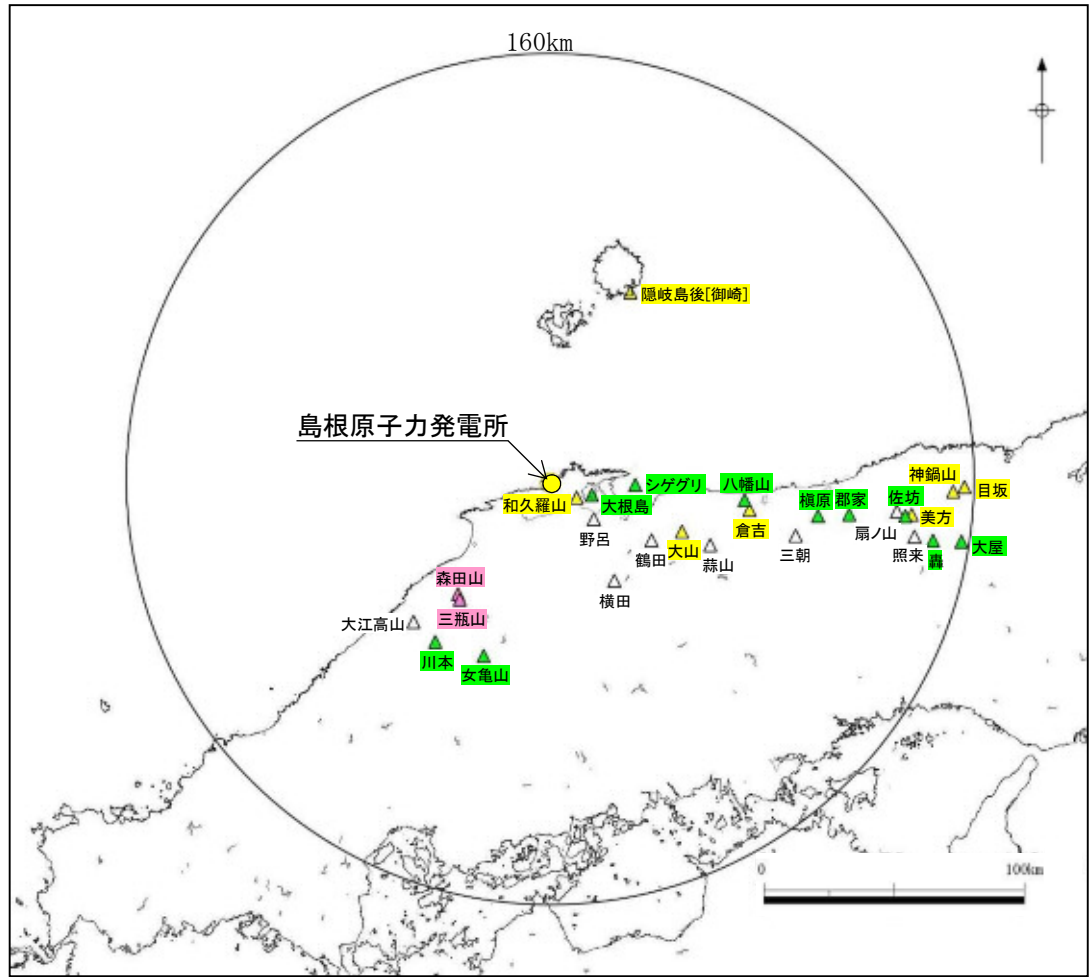 160km
隠岐島後[御崎]
島根原子力発電所
シゲグリ
八幡山
神鍋山
目坂
和久羅山
大根島
槇原
郡家
佐坊
美方
倉吉
野呂
扇ノ山
鶴田
大山
蒜山
三朝
照来
轟
大屋
横田
森田山
三瓶山
大江高山
川本
女亀山
0
100km